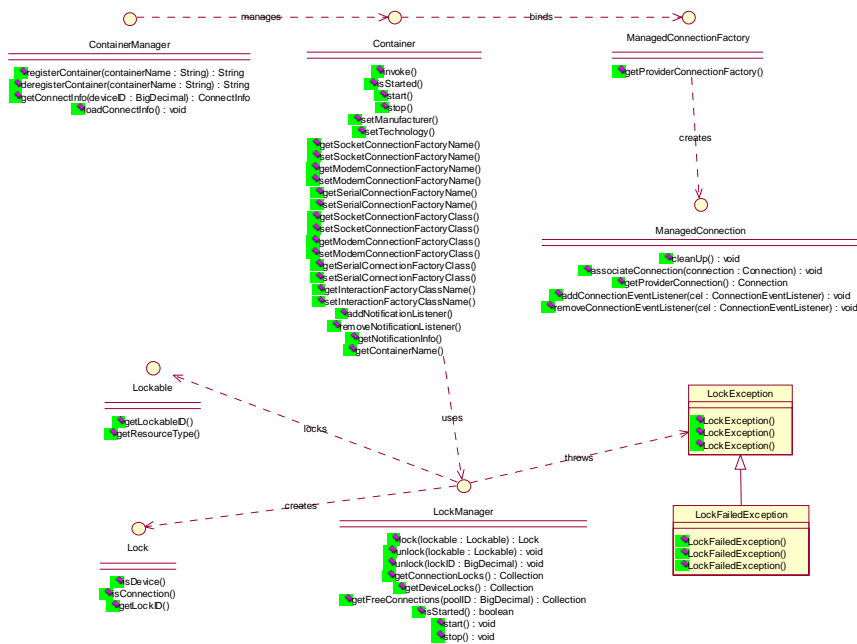 manages
binds
ContainerManager
registerContainer(containerName : String) : String
deregisterContainer(containerName : String) : String
getConnectInfo(deviceID : BigDecimal) : ConnectInfo
loadConnectInfo() : void
Container
invoke()
isStarted()
start()
stop()
setManufacturer()
setTechnology()
getSocketConnectionFactoryName()
setSocketConnectionFactoryName()
getModemConnectionFactoryName()
setModemConnectionFactoryName()
getSerialConnectionFactoryName()
setSerialConnectionFactoryName()
getSocketConnectionFactoryClass()
setSocketConnectionFactoryClass()
getModemConnectionFactoryClass()
setModemConnectionFactoryClass()
getSerialConnectionFactoryClass()
setSerialConnectionFactoryClass()
getInteractionFactoryClassName()
setInteractionFactoryClassName()
addNotificationListener()
removeNotificationListener()
getNotificationInfo()
getContainerName()
ManagedConnectionFactory
getProviderConnectionFactory()
creates
ManagedConnection
cleanUp() : void
associateConnection(connection : Connection) : void
getProviderConnection() : Connection
addConnectionEventListener(cel : ConnectionEventListener) : void
removeConnectionEventListener(cel : ConnectionEventListener) : void
Lockable
getLockableID()
getResourceType()
locks
uses
throws
LockException
LockException()
LockException()
LockException()
creates
Lock
isDevice()
isConnection()
getLockID()
LockManager
lock(lockable : Lockable) : Lock
unlock(lockable : Lockable) : void
unlock(lockID : BigDecimal) : void
getConnectionLocks() : Collection
getDeviceLocks() : Collection
getFreeConnections(poolID : BigDecimal) : Collection
isStarted() : boolean
start() : void
stop() : void
LockFailedException
LockFailedException()
LockFailedException()
LockFailedException()